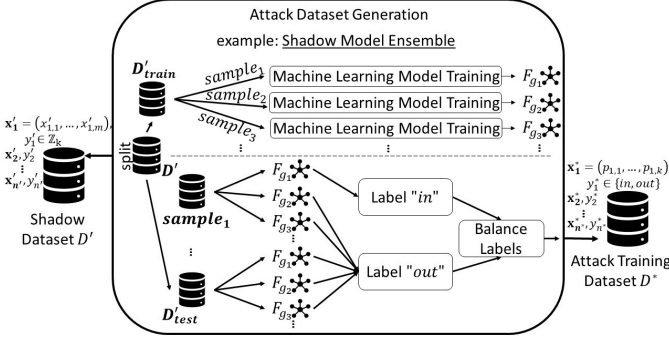 Attack Dataset Generation
example: Shadow Model Ensemble
D′train
sample1
Machine Learning Model Training
Fg1
sample2
Machine Learning Model Training
Fg2
sample3
Machine Learning Model Training
Fg3
...
...
...
x′1 = (x′1,1, ..., x′1,m),
y′1 ∈ ℤk
x′2, y′2
...
x′n′, y′n′
split
D′
Shadow
Dataset D′
sample1
Fg1
Fg2
Fg3
...
Label "in"
...
D′test
Fg1
Fg2
Fg3
...
Label "out"
Balance
Labels
x*1 = (p1,1, ..., p1,k)
y*1 ∈ {in, out}
x*2, y*2
...
xn*, yn*
Attack Training
Dataset D*